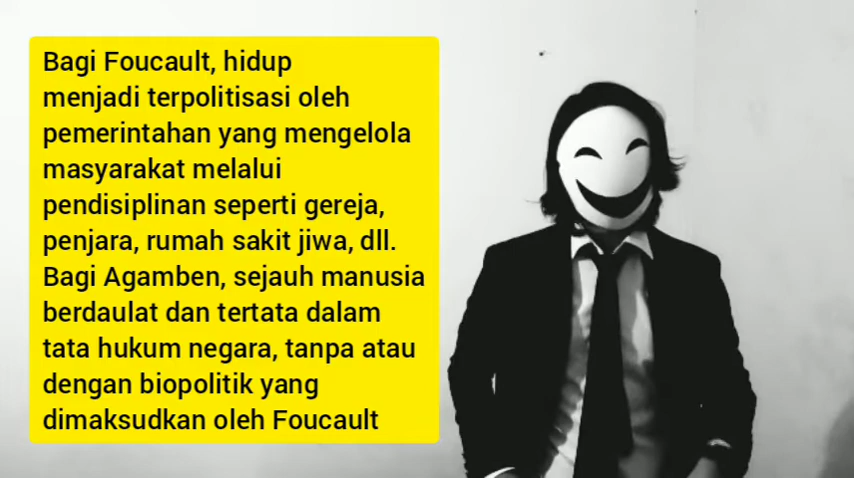 Bagi Foucault, hidup
menjadi terpolitisasi oleh
pemerintahan yang mengelola
masyarakat melalui
pendisiplinan seperti gereja,
penjara, rumah sakit jiwa, dll.
Bagi Agamben, sejauh manusia
berdaulat dan tertata dalam
tata hukum negara, tanpa atau
dengan biopolitik yang
dimaksudkan oleh Foucault